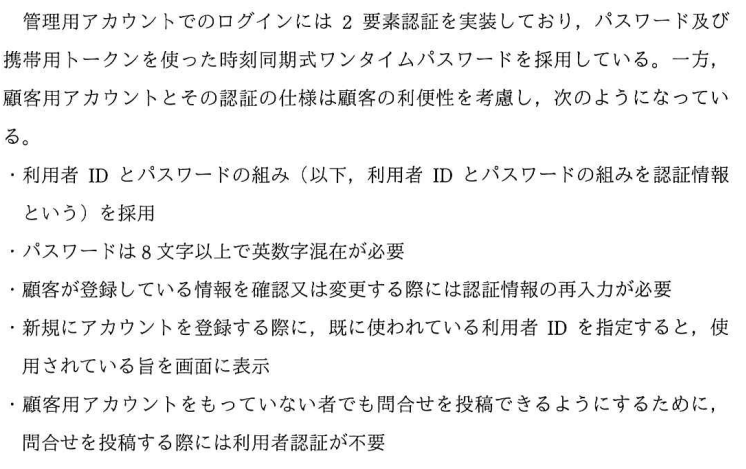 管理用アカウントでのログインには 2 要素認証を実装しており，パスワード及び
携帯用トークンを使った時刻同期式ワンタイムパスワードを採用している。一方，
顧客用アカウントとその認証の仕様は顧客の利便性を考慮し，次のようになってい
る。
・利用者 ID とパスワードの組み（以下，利用者 ID とパスワードの組みを認証情報
という）を採用
・パスワードは 8 文字以上で英数字混在が必要
・顧客が登録している情報を確認又は変更する際には認証情報の再入力が必要
・新規にアカウントを登録する際に，既に使われている利用者 ID を指定すると，使
用されている旨を画面に表示
・顧客用アカウントをもっていない者でも問合せを投稿できるようにするために，
問合せを投稿する際には利用者認証が不要